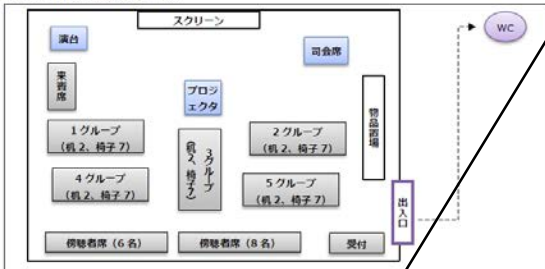 スクリーン
WC
演台
司会席
来賓席
プロジ
ェクタ
物品置場
1グループ
（机2、椅子7）
3グループ
（机2、椅子7）
2グループ
（机2、椅子7）
4グループ
（机2、椅子7）
5グループ
（机2、椅子7）
出入口
傍聴者席（6名）
傍聴者席（8名）
受付